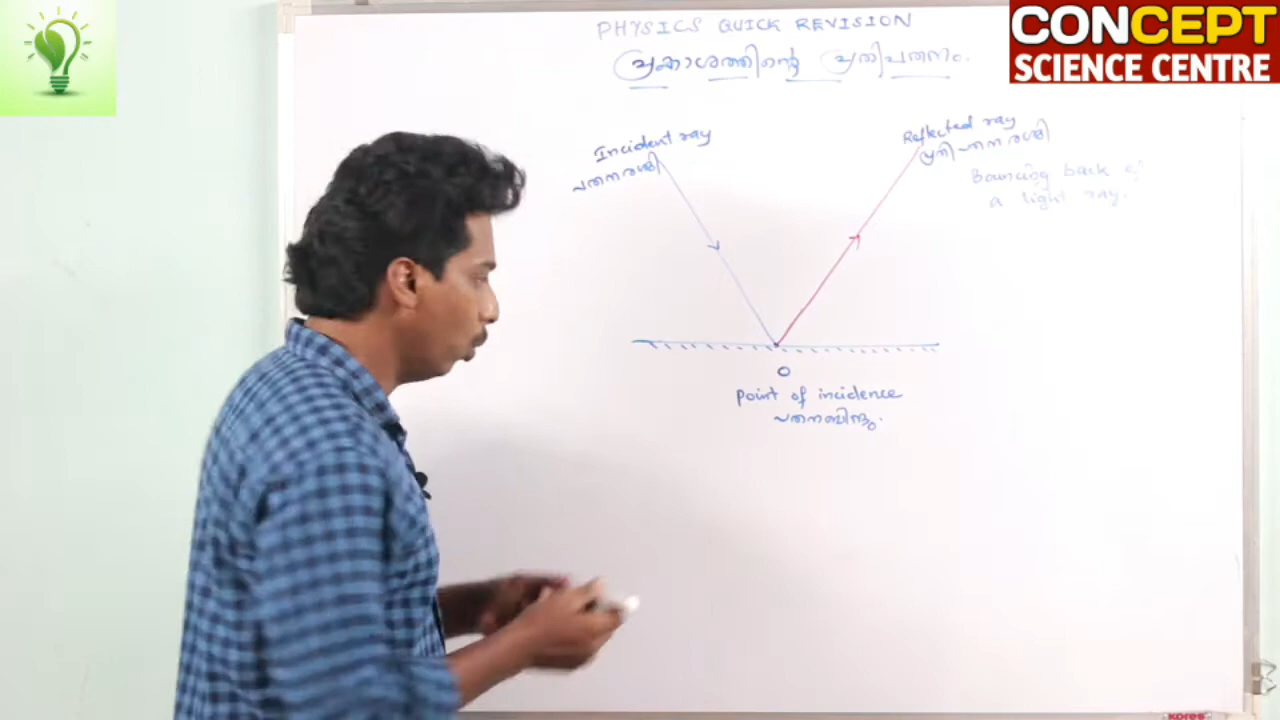 PHYSICS QUICK REVISION
പ്രകാശത്തിന്റെ പ്രതിപതനം.
CONCEPT
SCIENCE CENTRE
Incident ray
പതനരശ്മി
Reflected ray
പ്രതിപതനരശ്മി
Bouncing back of
a light ray.
O
Point of incidence
പതനബിന്ദു.
KORES